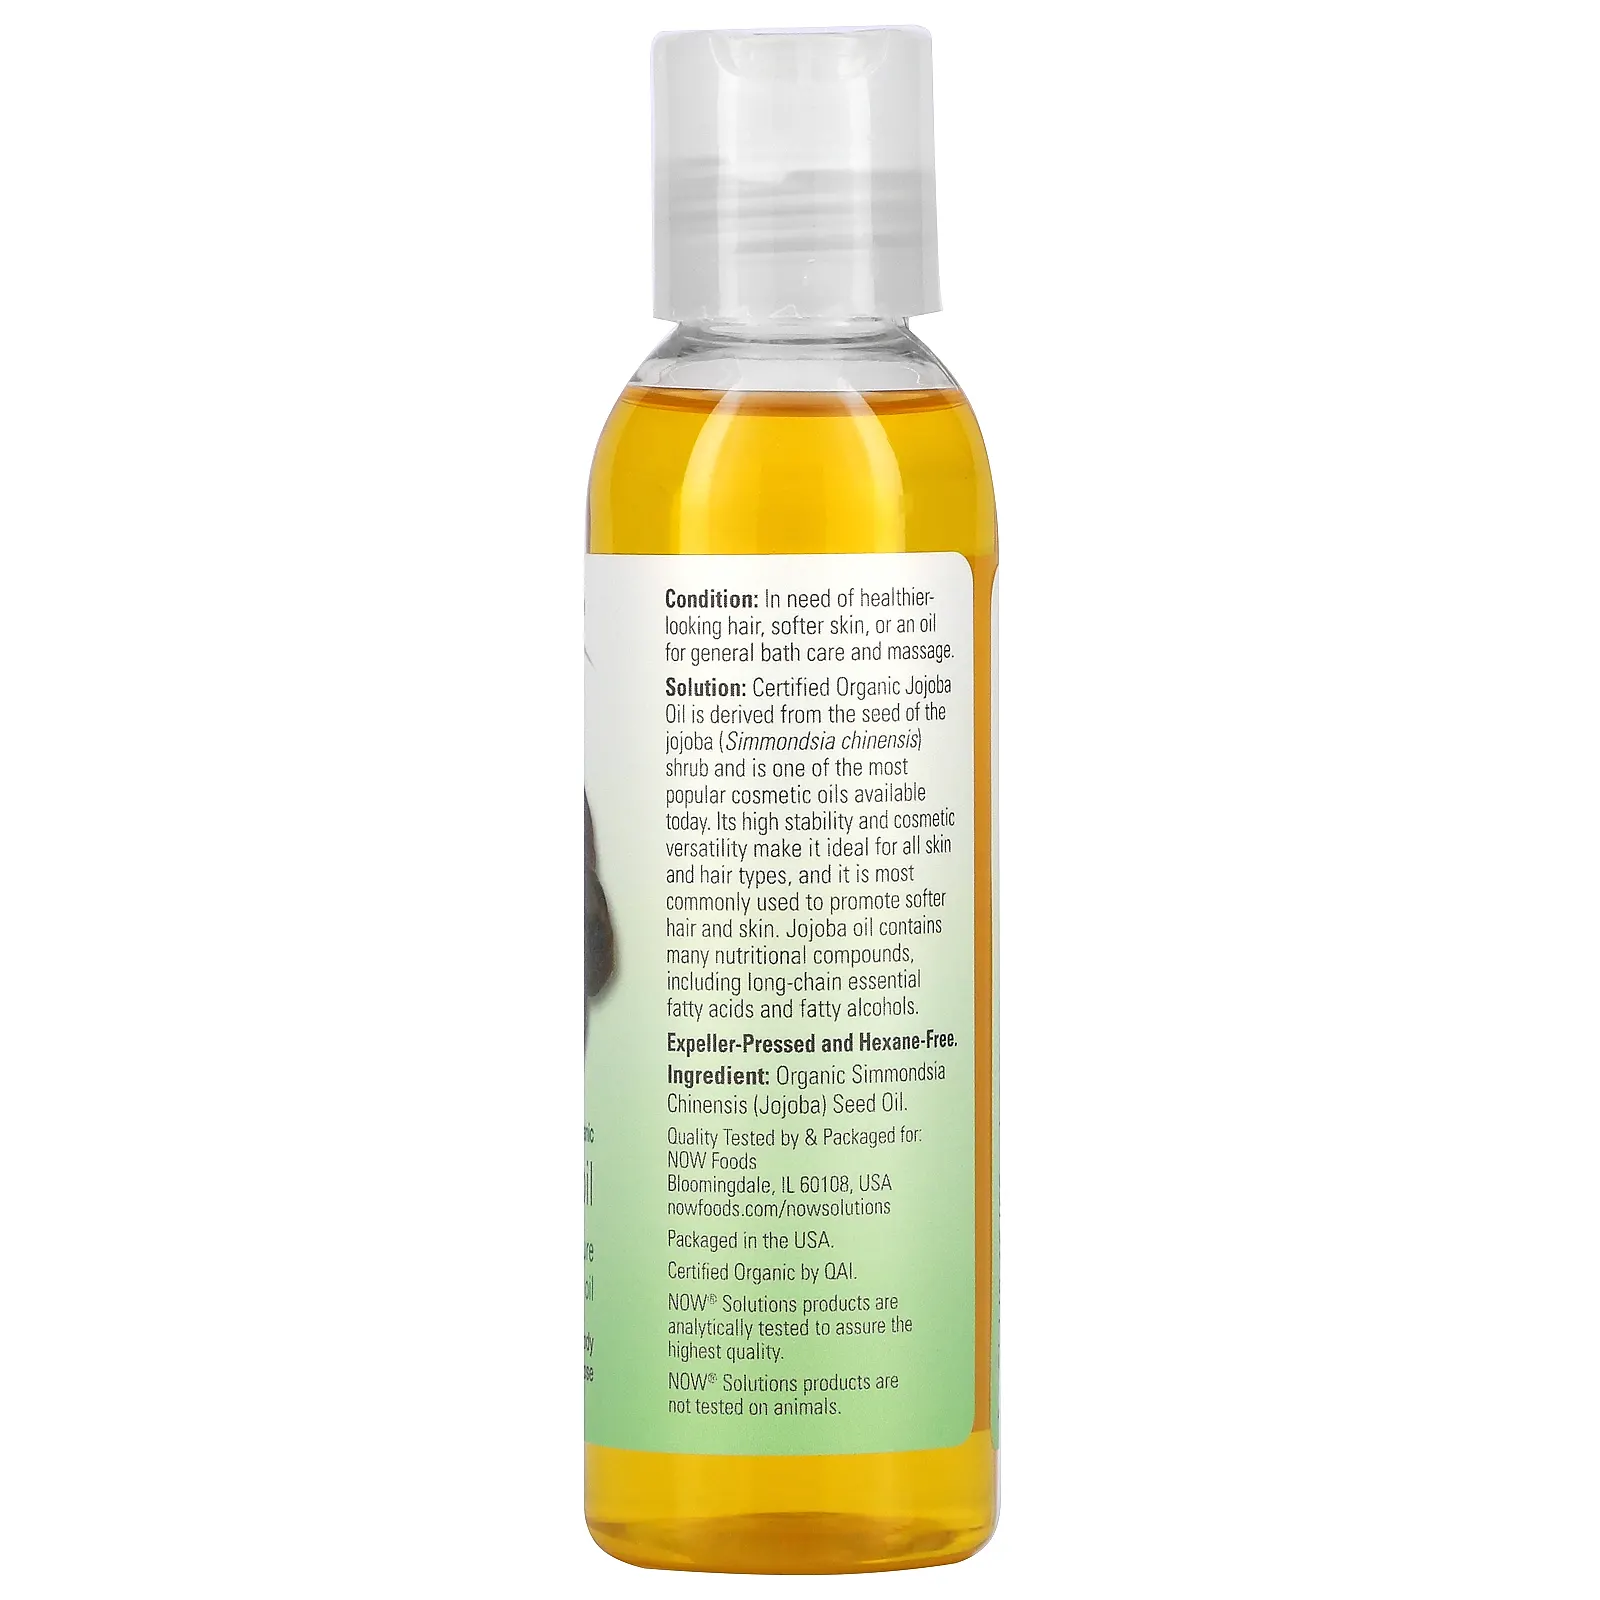 Condition: In need of healthier-
looking hair, softer skin, or an oil
for general bath care and massage.
Solution: Certified Organic Jojoba
Oil is derived from the seed of the
jojoba (Simmondsia chinensis)
shrub and is one of the most
popular cosmetic oils available
today. Its high stability and cosmetic
versatility make it ideal for all skin
and hair types, and it is most
commonly used to promote softer
hair and skin. Jojoba oil contains
many nutritional compounds,
including long-chain essential
fatty acids and fatty alcohols.
Expeller-Pressed and Hexane-Free.
Ingredient: Organic Simmondsia
Chinensis (Jojoba) Seed Oil.
Quality Tested by & Packaged for:
NOW Foods
Bloomingdale, IL 60108, USA
nowfoods.com/nowsolutions
Packaged in the USA.
Certified Organic by QAI.
NOW® Solutions products are
analytically tested to assure the
highest quality.
NOW® Solutions products are
not tested on animals.
oil